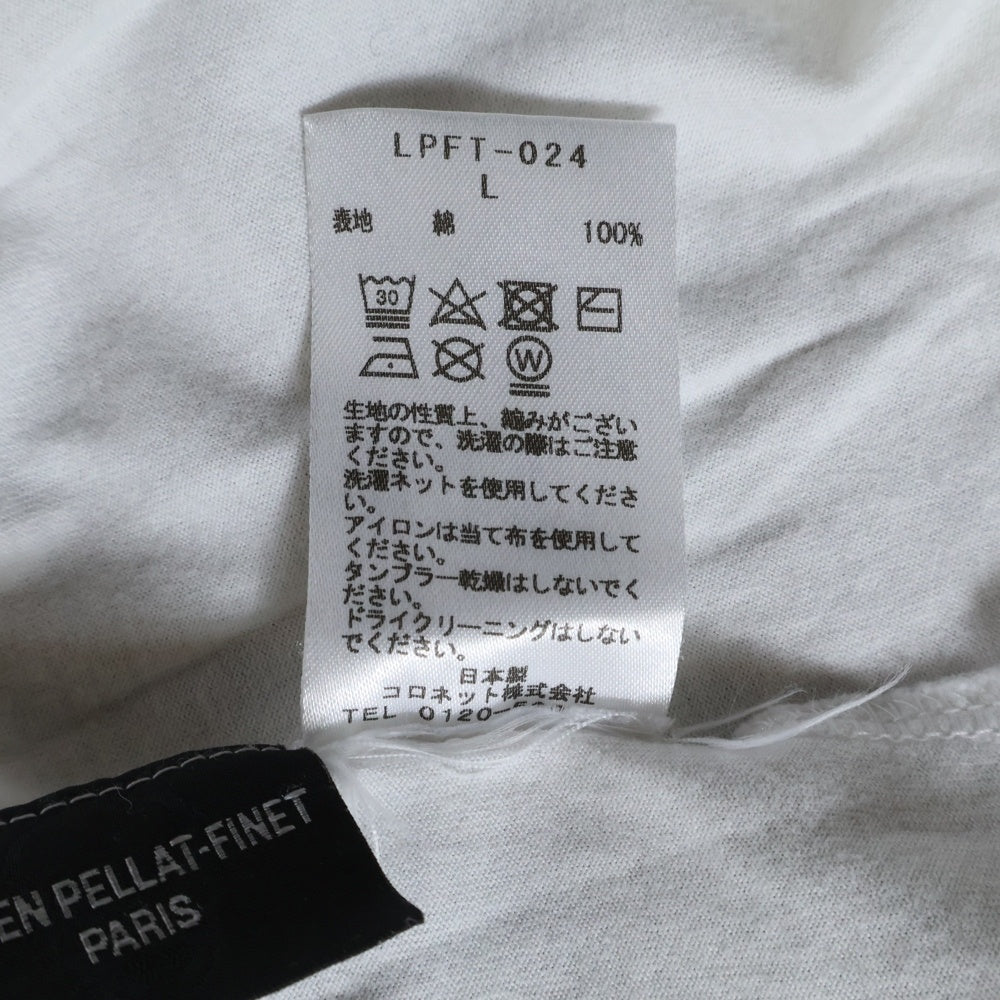 LPFT-024
L
表地 綿 100%
30
W
生地の性質上、縮みがござい
ますので、洗濯の際はご注意
ください。
洗濯ネットを使用してくださ
い。
アイロンは当て布を使用して
ください。
タンブラー乾燥はしないでく
ださい。
ドライクリーニングはしない
でください。
日本製
コロネット株式会社
TEL 0120-
EN PELLAT-FINET
PARIS